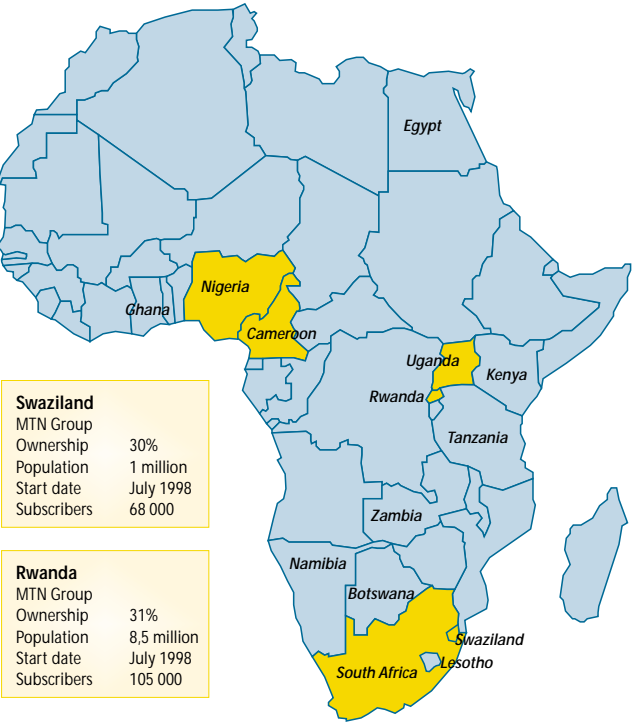 Egypt
Nigeria
Ghana
Cameroon
Uganda
Kenya
Rwanda
Tanzania
Zambia
Namibia
Botswana
Swaziland
Lesotho
South Africa
Swaziland
MTN Group
Ownership 30%
Population 1 million
Start date July 1998
Subscribers 68 000
Rwanda
MTN Group
Ownership 31%
Population 8,5 million
Start date July 1998
Subscribers 105 000